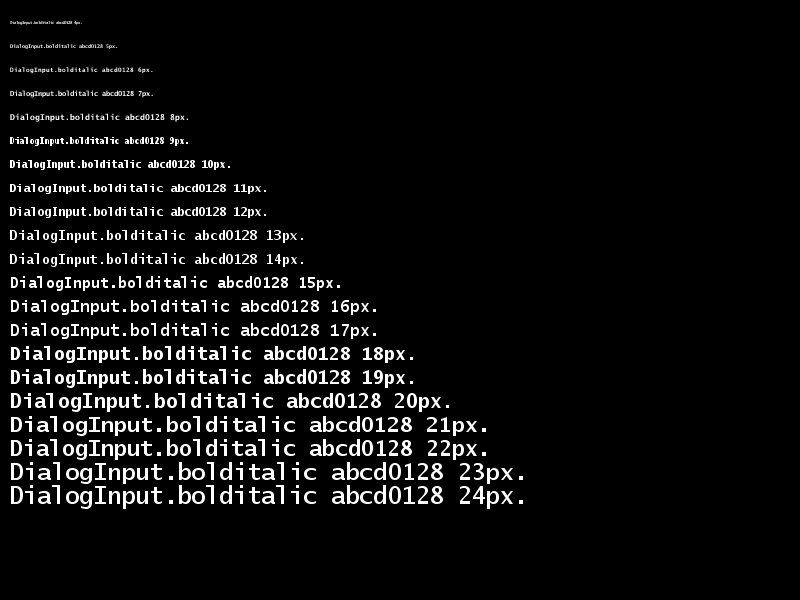 DialogInput.bolditalic abcd0128 4px.
DialogInput.bolditalic abcd0128 5px.
DialogInput.bolditalic abcd0128 6px.
DialogInput.bolditalic abcd0128 7px.
DialogInput.bolditalic abcd0128 8px.
DialogInput.bolditalic abcd0128 9px.
DialogInput.bolditalic abcd0128 10px.
DialogInput.bolditalic abcd0128 11px.
DialogInput.bolditalic abcd0128 12px.
DialogInput.bolditalic abcd0128 13px.
DialogInput.bolditalic abcd0128 14px.
DialogInput.bolditalic abcd0128 15px.
DialogInput.bolditalic abcd0128 16px.
DialogInput.bolditalic abcd0128 17px.
DialogInput.bolditalic abcd0128 18px.
DialogInput.bolditalic abcd0128 19px.
DialogInput.bolditalic abcd0128 20px.
DialogInput.bolditalic abcd0128 21px.
DialogInput.bolditalic abcd0128 22px.
DialogInput.bolditalic abcd0128 23px.
DialogInput.bolditalic abcd0128 24px.